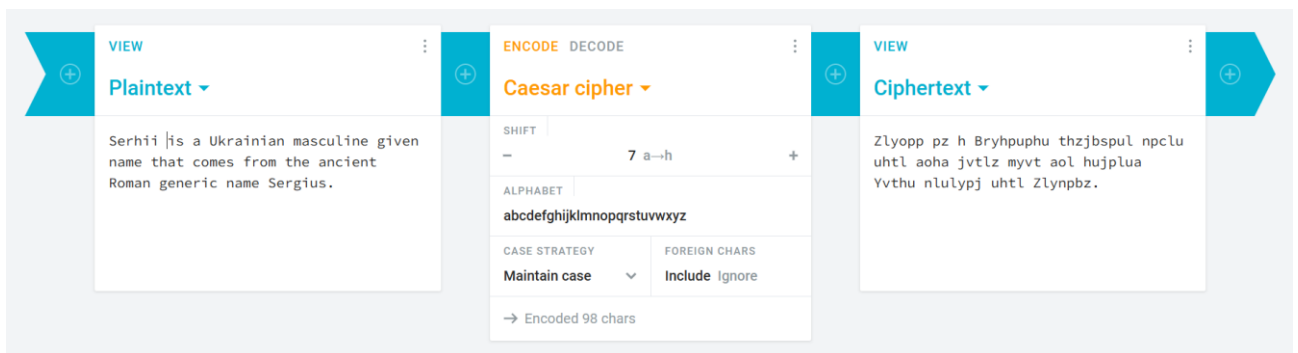 VIEW
Plaintext
Serhii is a Ukrainian masculine given
name that comes from the ancient
Roman generic name Sergius.
ENCODE DECODE
Caesar cipher
SHIFT
− 7 a→h +
ALPHABET
abcdefghijklmnopqrstuvwxyz
CASE STRATEGY
Maintain case
FOREIGN CHARS
Include Ignore
→ Encoded 98 chars
VIEW
Ciphertext
Zlyopp pz h Bryhpuphu thzjbspul npclu
uhtl aoha jvtlz myvt aol hujplua
Yvthu nlulypj uhtl Zlynpbz.